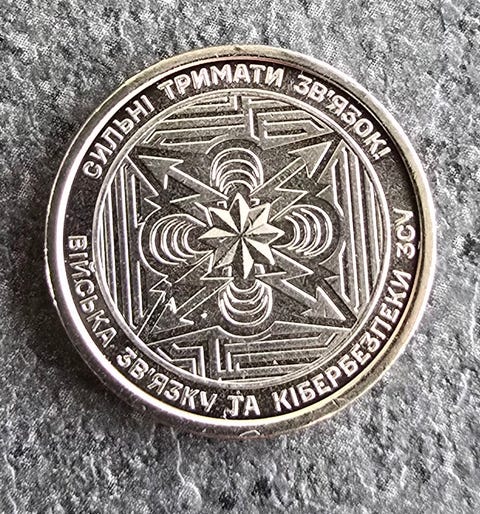 СИЛЬНІ ТРИМАТИ ЗВ'ЯЗОК!
ВІЙСЬКА ЗВ'ЯЗКУ ТА КІБЕРБЕЗПЕКИ ЗСУ